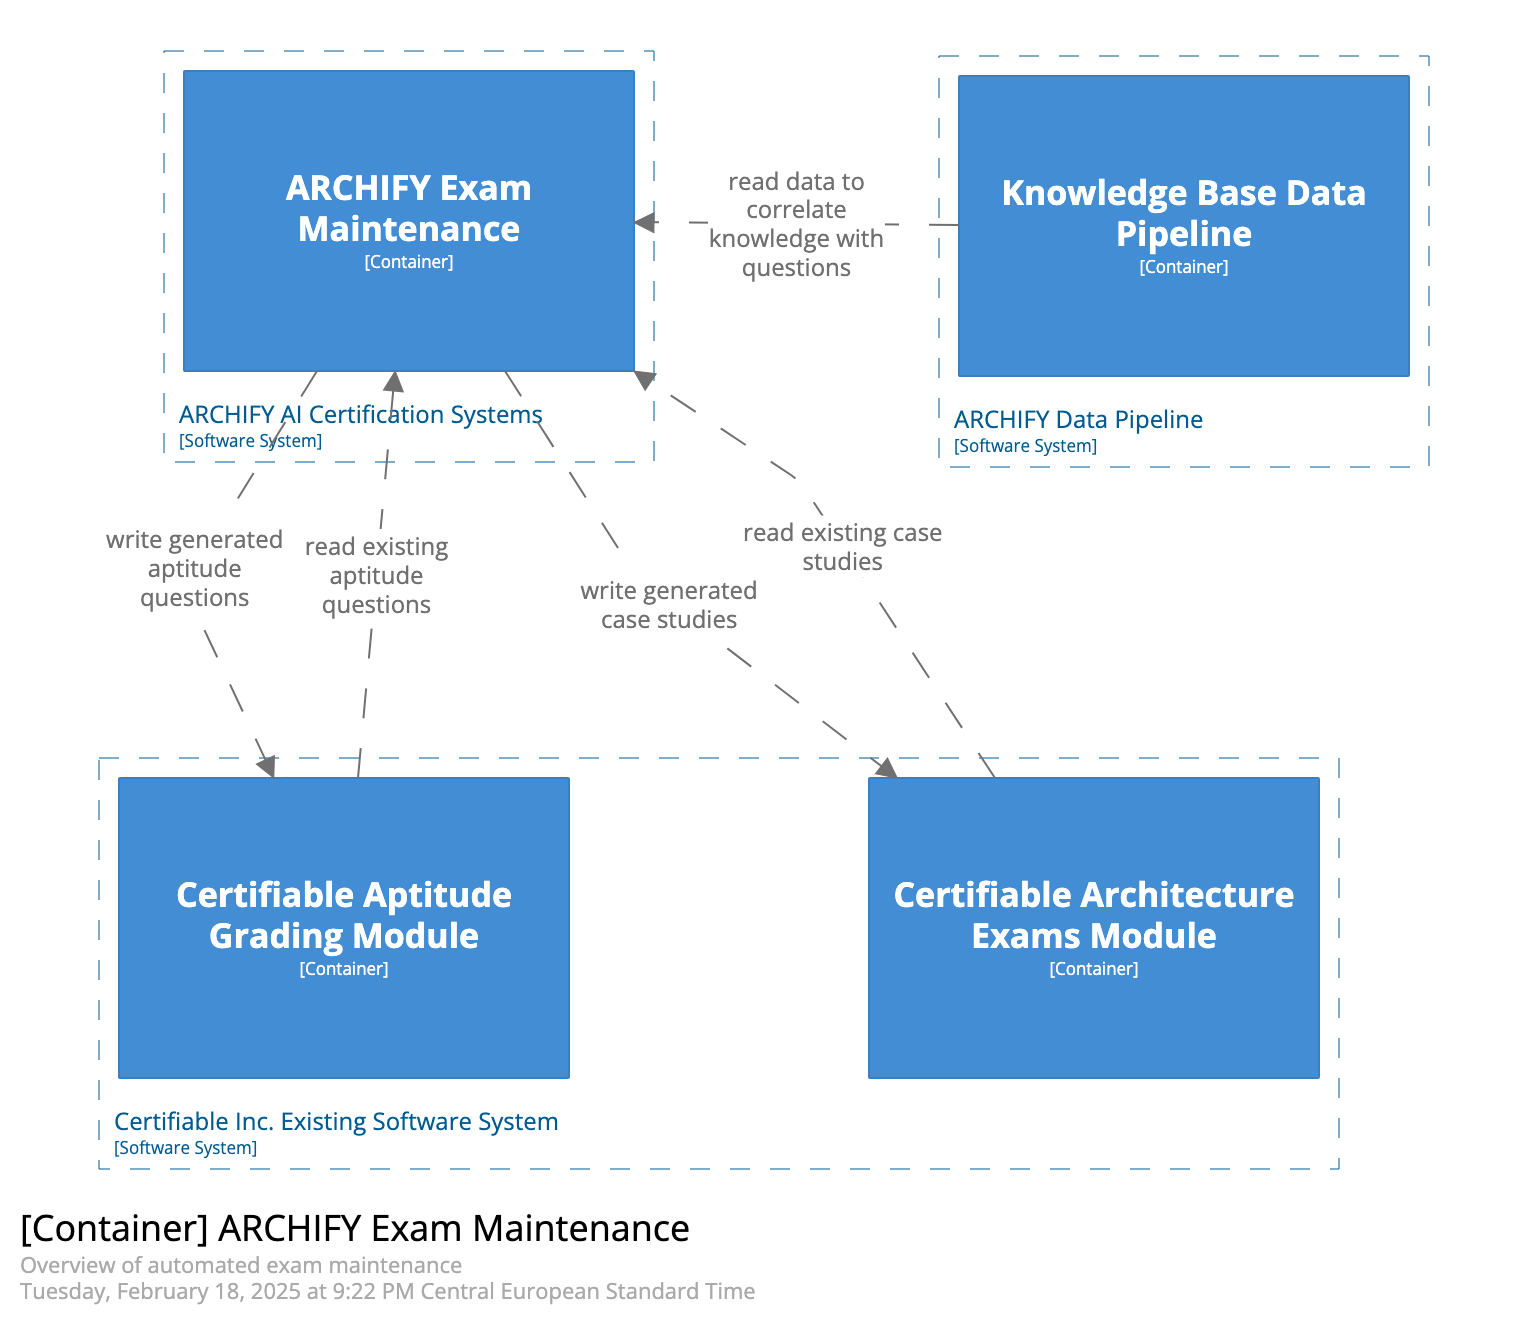 ARCHIFY Exam
Maintenance
[Container]
ARCHIFY AI Certification Systems
[Software System]
read data to
correlate
knowledge with
questions
Knowledge Base Data
Pipeline
[Container]
ARCHIFY Data Pipeline
[Software System]
write generated
aptitude
questions
read existing
aptitude
questions
write generated
case studies
read existing case
studies
Certifiable Aptitude
Grading Module
[Container]
Certifiable Architecture
Exams Module
[Container]
Certifiable Inc. Existing Software System
[Software System]
[Container] ARCHIFY Exam Maintenance
Overview of automated exam maintenance
Tuesday, February 18, 2025 at 9:22 PM Central European Standard Time